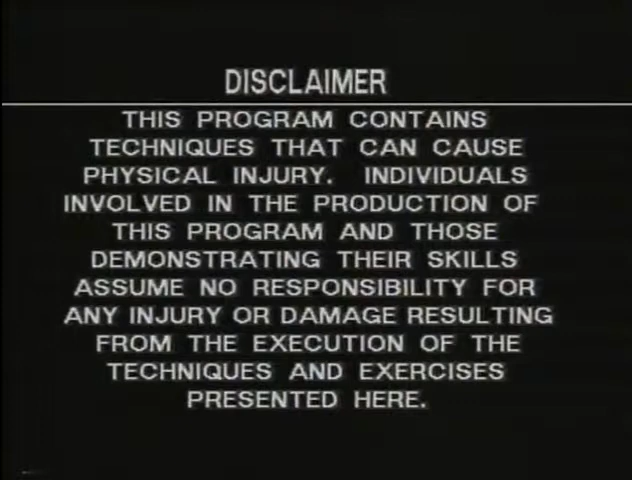 DISCLAIMER
THIS PROGRAM CONTAINS
TECHNIQUES THAT CAN CAUSE
PHYSICAL INJURY. INDIVIDUALS
INVOLVED IN THE PRODUCTION OF
THIS PROGRAM AND THOSE
DEMONSTRATING THEIR SKILLS
ASSUME NO RESPONSIBILITY FOR
ANY INJURY OR DAMAGE RESULTING
FROM THE EXECUTION OF THE
TECHNIQUES AND EXERCISES
PRESENTED HERE.